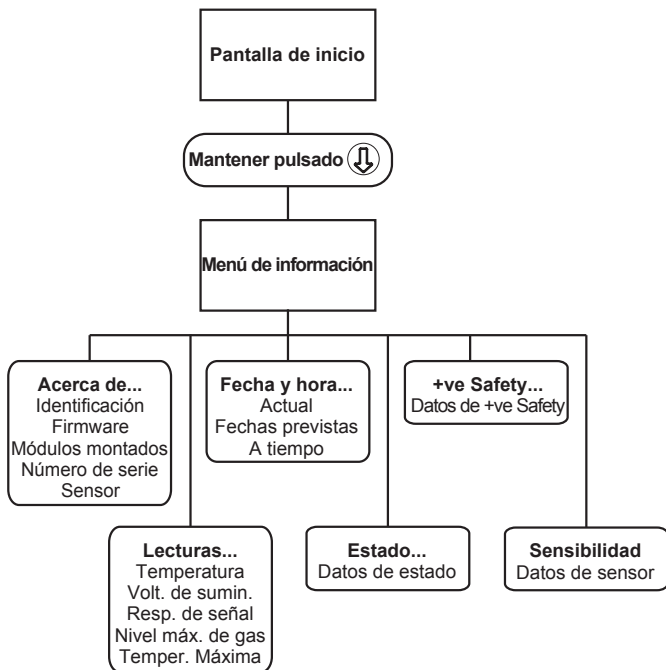 Pantalla de inicio
Mantener pulsado
Menú de información
Acerca de...
Identificación
Firmware
Módulos montados
Número de serie
Sensor
Fecha y hora...
Actual
Fechas previstas
A tiempo
+ve Safety...
Datos de +ve Safety
Lecturas...
Temperatura
Volt. de sumin.
Resp. de señal
Nivel máx. de gas
Temper. Máxima
Estado...
Datos de estado
Sensibilidad
Datos de sensor